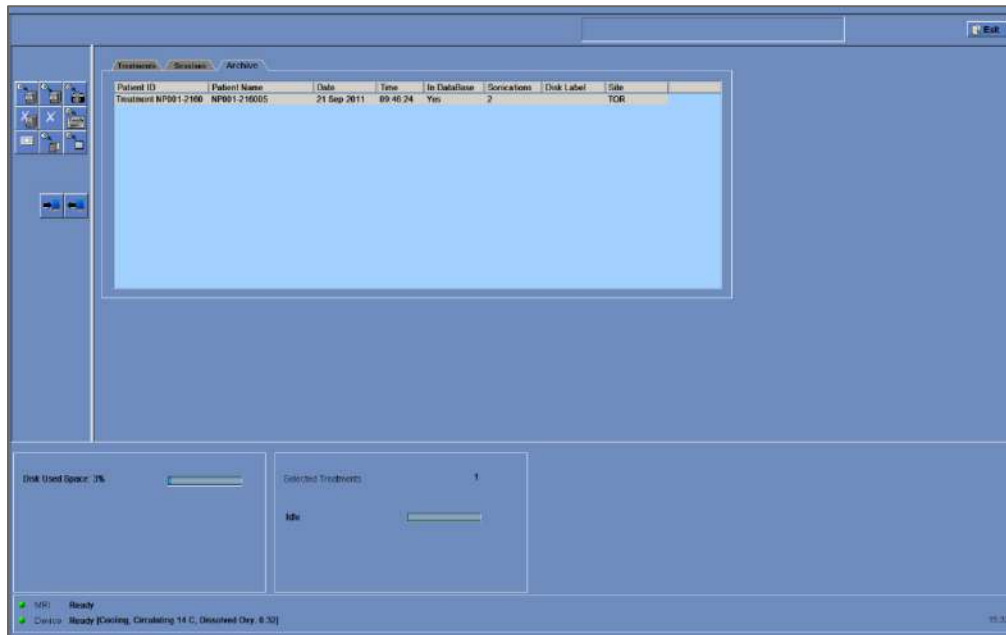 Exit
Treatments Sessions Archive
Patient ID Patient Name Date Time In DataBase Sonications Disk Label Site
Treatment NP001-2160 NP001-216005 21 Sep 2011 09:46:24 Yes 2 TOR
Disk Used Space: 3%
Selected Treatments 1
Idle
MRI Ready
Device Ready [Cooling, Circulating 14 C, Dissolved Oxy. 0.32]